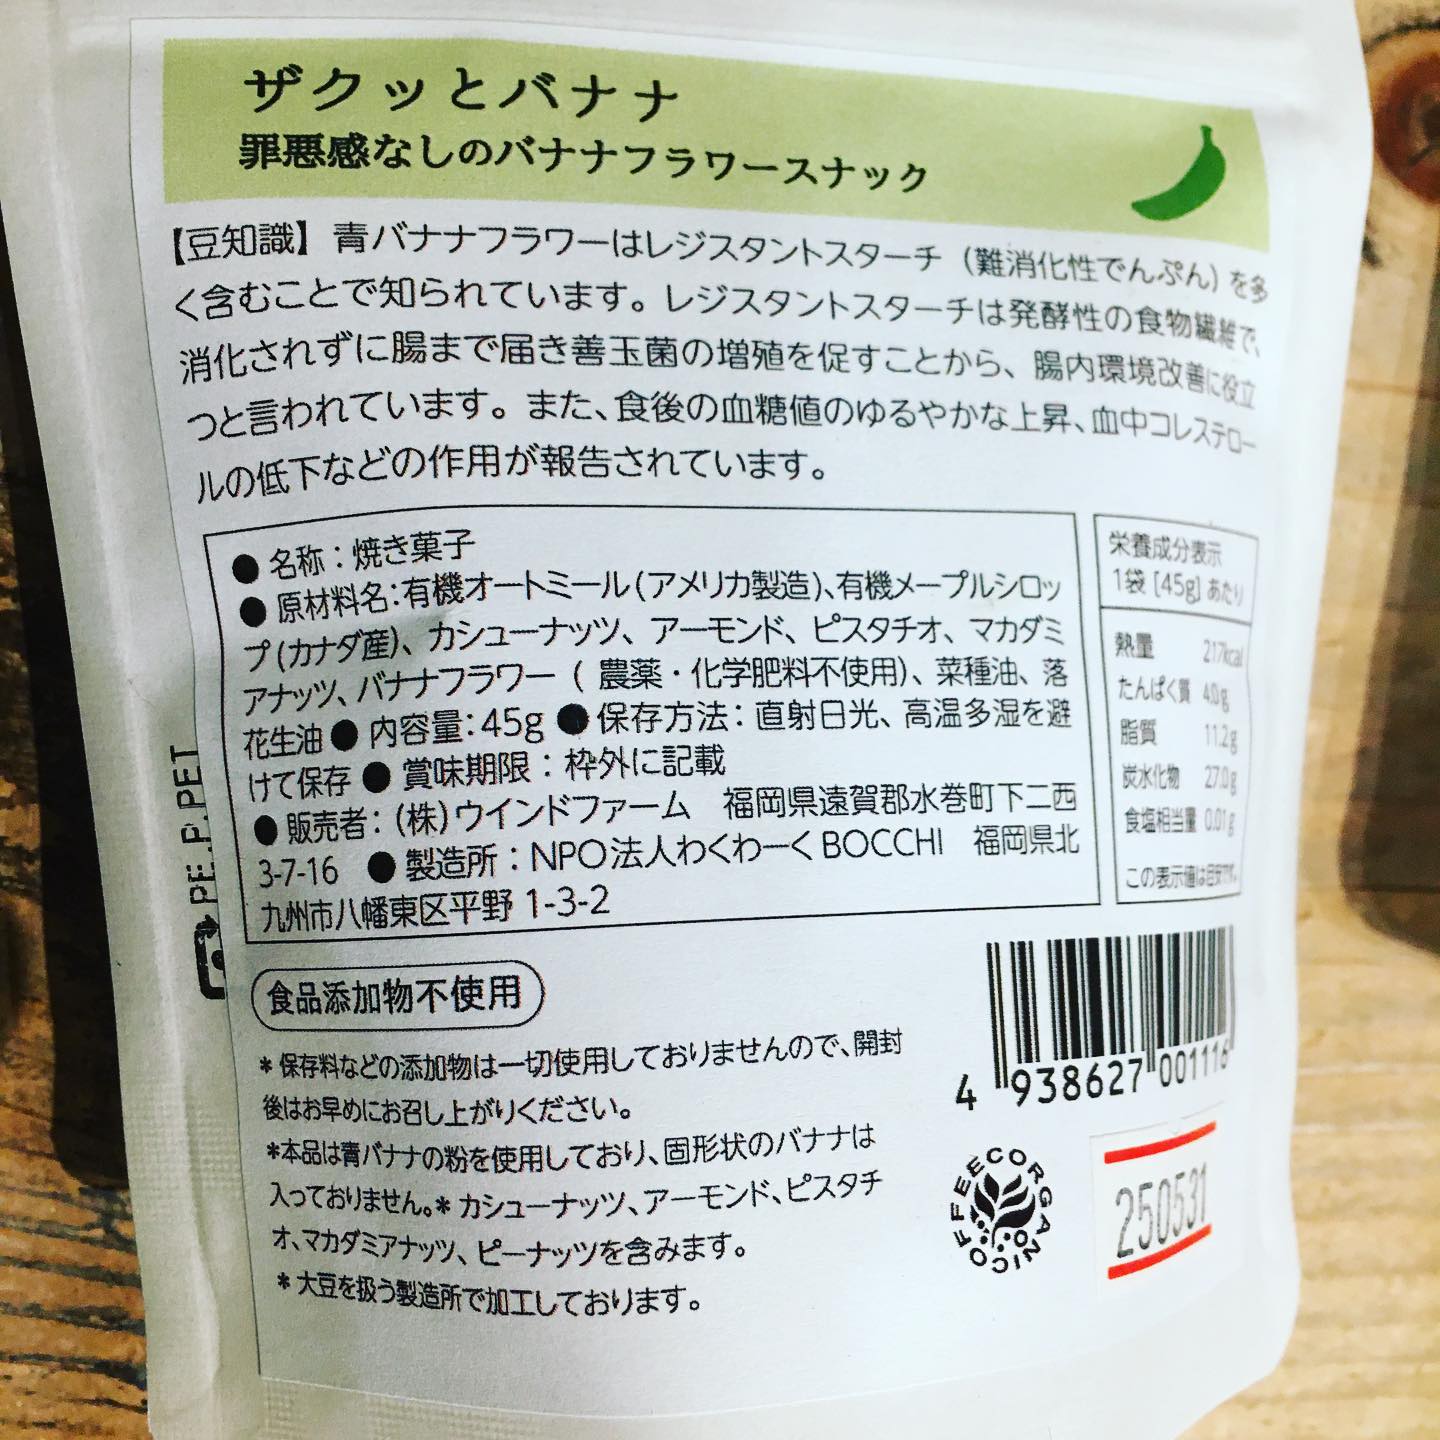 ザクッとバナナ
罪悪感なしのバナナフラワースナック
【豆知識】青バナナフラワーはレジスタントスターチ（難消化性でんぷん）を多
く含むことで知られています。レジスタントスターチは発酵性の食物繊維で、
消化されずに腸まで届き善玉菌の増殖を促すことから、腸内環境改善に役立
つと言われています。また、食後の血糖値のゆるやかな上昇、血中コレステロー
ルの低下などの作用が報告されています。
● 名称：焼き菓子
● 原材料名：有機オートミール(アメリカ製造)、有機メープルシロッ
プ(カナダ産)、カシューナッツ、アーモンド、ピスタチオ、マカダミ
アナッツ、バナナフラワー（農薬・化学肥料不使用)、菜種油、落
花生油 ● 内容量：45g ● 保存方法：直射日光、高温多湿を避
けて保存 ● 賞味期限：枠外に記載
● 販売者：(株)ウインドファーム 福岡県遠賀郡水巻町下二西
3-7-16 ● 製造所：NPO法人わくわーくBOCCHI 福岡県北
九州市八幡東区平野 1-3-2
栄養成分表示
1袋 [45g] あたり
熱量 217kcal
たんぱく質 4.0g
脂質 11.2g
炭水化物 27.0g
食塩相当量 0.01g
この表示値は目安です。
PE.P.PET
食品添加物不使用
＊保存料などの添加物は一切使用しておりませんので、開封
後はお早めにお召し上がりください。
＊本品は青バナナの粉を使用しており、固形状のバナナは
入っておりません。＊カシューナッツ、アーモンド、ピスタチ
オ、マカダミアナッツ、ピーナッツを含みます。
＊大豆を扱う製造所で加工しております。
4 938627 001116
COFFEECORGANICO
250531